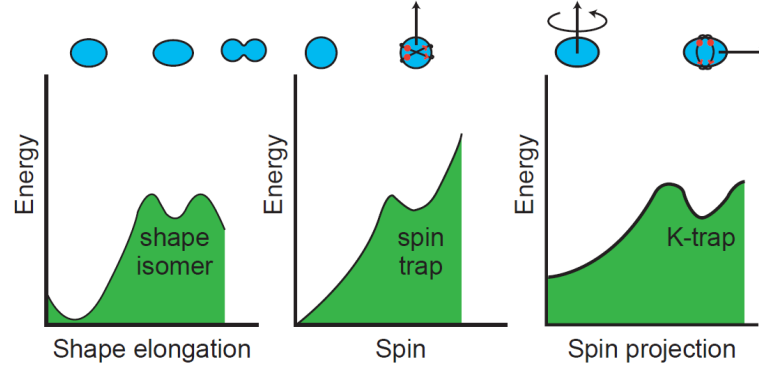 Energy
shape
isomer
Shape elongation
Energy
spin
trap
Spin
Energy
K-trap
Spin projection